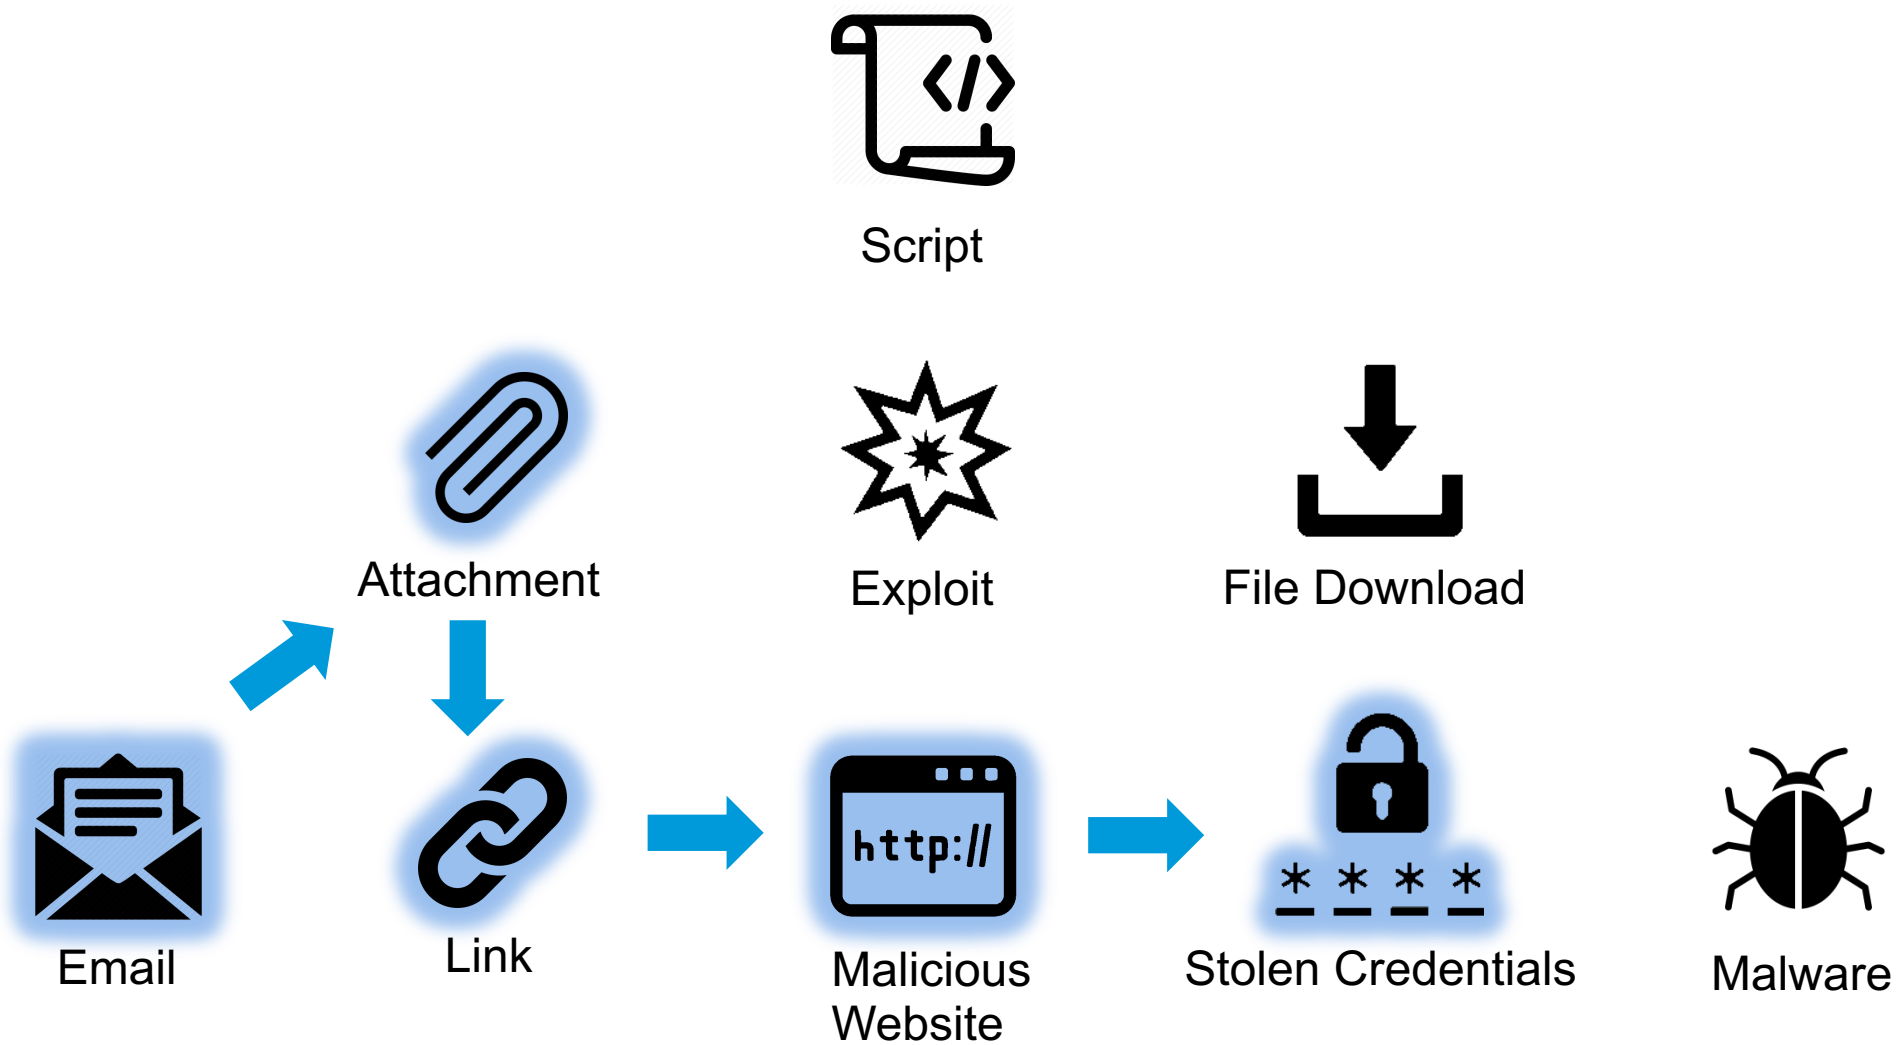 </>
Script
Attachment
Exploit
File Download
http://
* * * *
Email
Link
Malicious
Website
Stolen Credentials
Malware